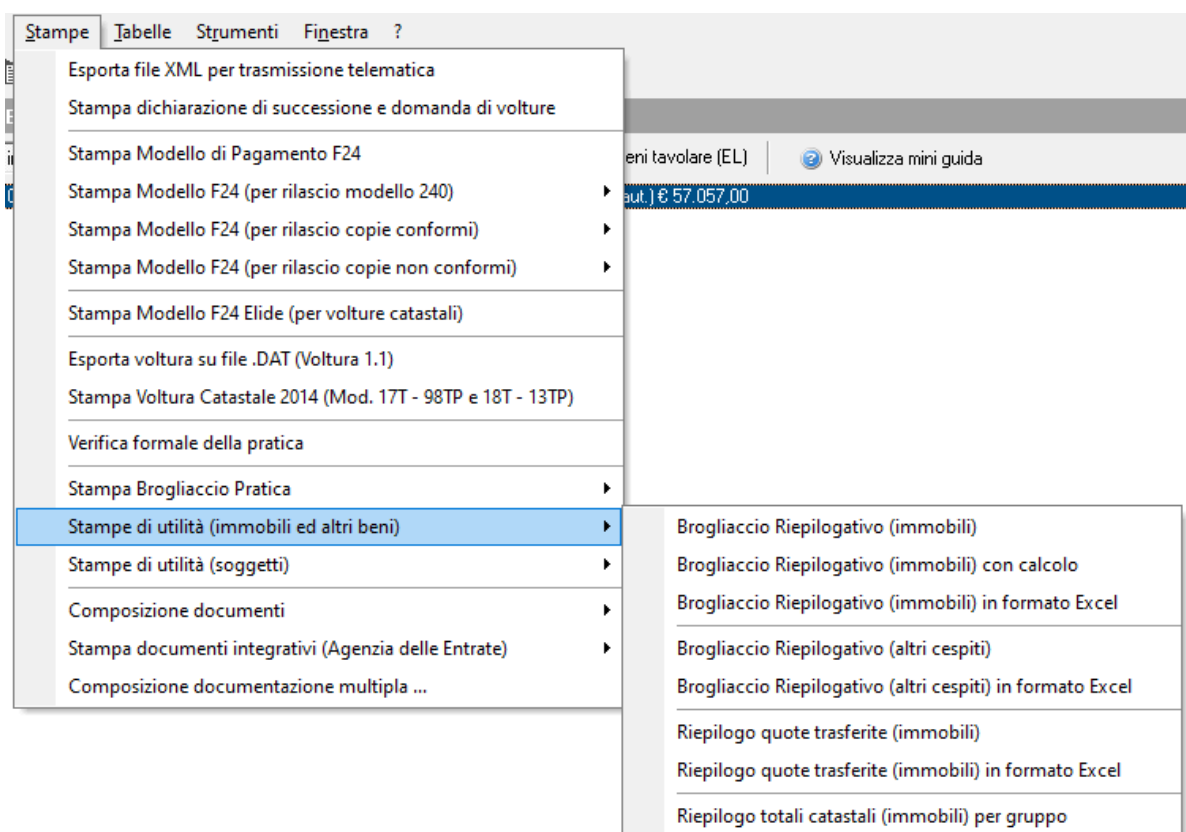 Stampe Tabelle Strumenti Finestra ?
Esporta file XML per trasmissione telematica
Stampa dichiarazione di successione e domanda di volture
Stampa Modello di Pagamento F24
eni tavolare (EL) Visualizza mini guida
Stampa Modello F24 (per rilascio modello 240)
aut.) € 57.057,00
Stampa Modello F24 (per rilascio copie conformi)
Stampa Modello F24 (per rilascio copie non conformi)
Stampa Modello F24 Elide (per volture catastali)
Esporta voltura su file .DAT (Voltura 1.1)
Stampa Voltura Catastale 2014 (Mod. 17T - 98TP e 18T - 13TP)
Verifica formale della pratica
Stampa Brogliaccio Pratica
Stampe di utilità (immobili ed altri beni)
Stampe di utilità (soggetti)
Composizione documenti
Stampa documenti integrativi (Agenzia delle Entrate)
Composizione documentazione multipla ...
Brogliaccio Riepilogativo (immobili)
Brogliaccio Riepilogativo (immobili) con calcolo
Brogliaccio Riepilogativo (immobili) in formato Excel
Brogliaccio Riepilogativo (altri cespiti)
Brogliaccio Riepilogativo (altri cespiti) in formato Excel
Riepilogo quote trasferite (immobili)
Riepilogo quote trasferite (immobili) in formato Excel
Riepilogo totali catastali (immobili) per gruppo